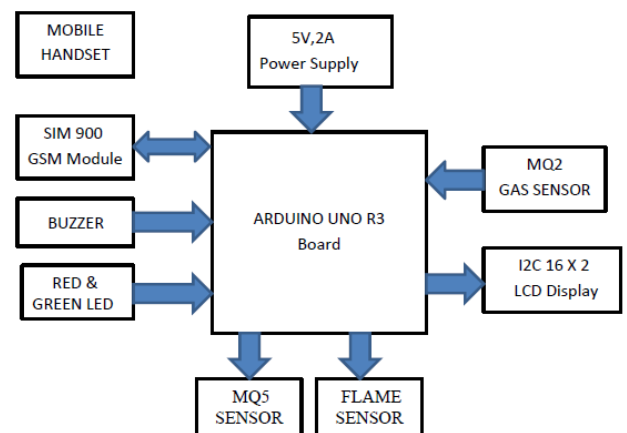 MOBILE
HANDSET
5V,2A
Power Supply
SIM 900
GSM Module
BUZZER
RED &
GREEN LED
ARDUINO UNO R3
Board
MQ2
GAS SENSOR
I2C 16 X 2
LCD Display
MQ5
SENSOR
FLAME
SENSOR